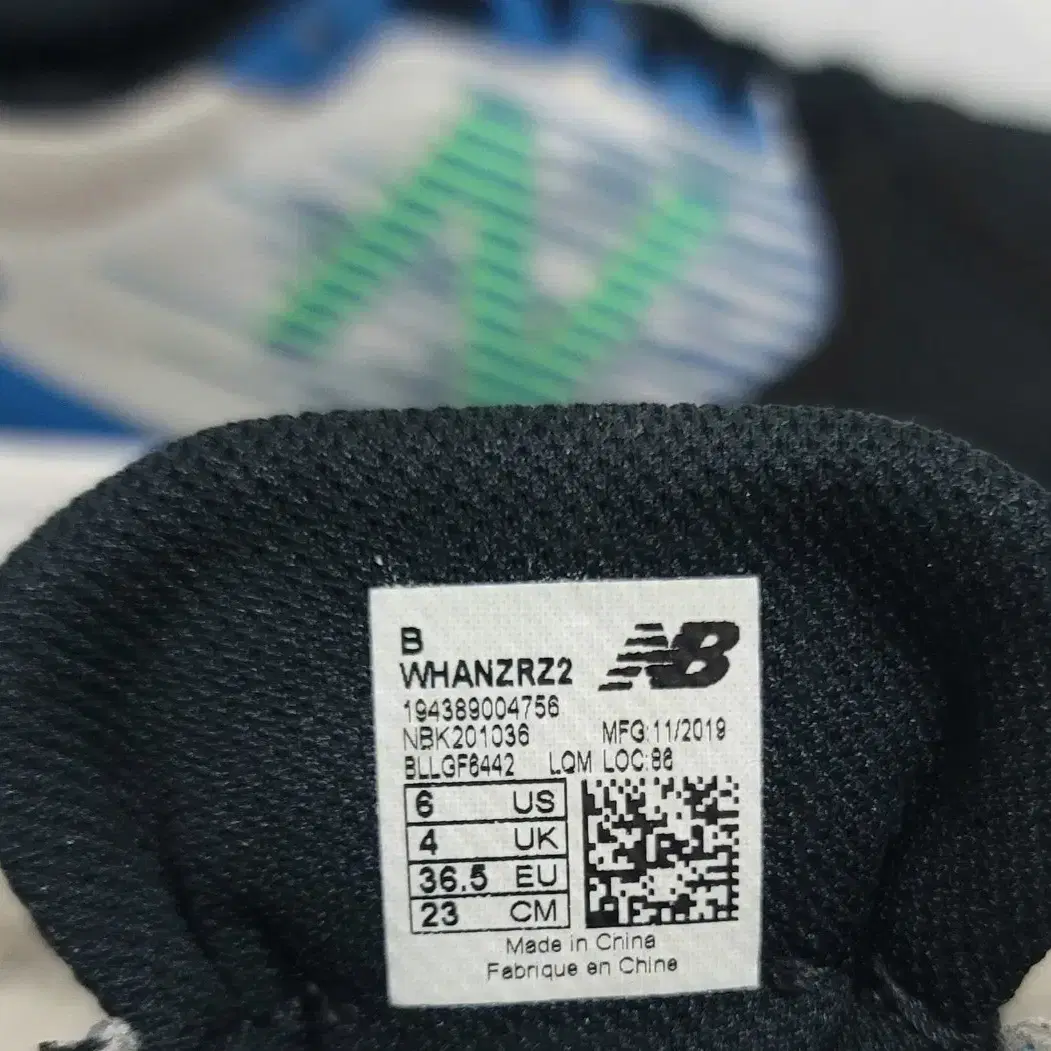 N
B
WHANZRZ2
NB
194389004756
NBK201036 MFG:11/2019
BLLGF6442 LQM LOC:86
6 US
4 UK
36.5 EU
23 CM
Made in China
Fabrique en Chine